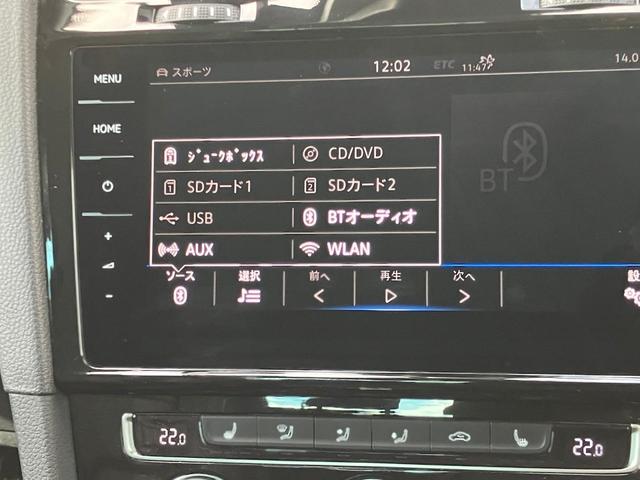 MENU
スポーツ
12:02
ETC
11:47
14.0
HOME
ジュークボックス
CD/DVD
SDカード1
SDカード2
USB
BTオーディオ
BT
AUX
WLAN
ソース
選択
前へ
再生
次へ
設
22.0
22.0